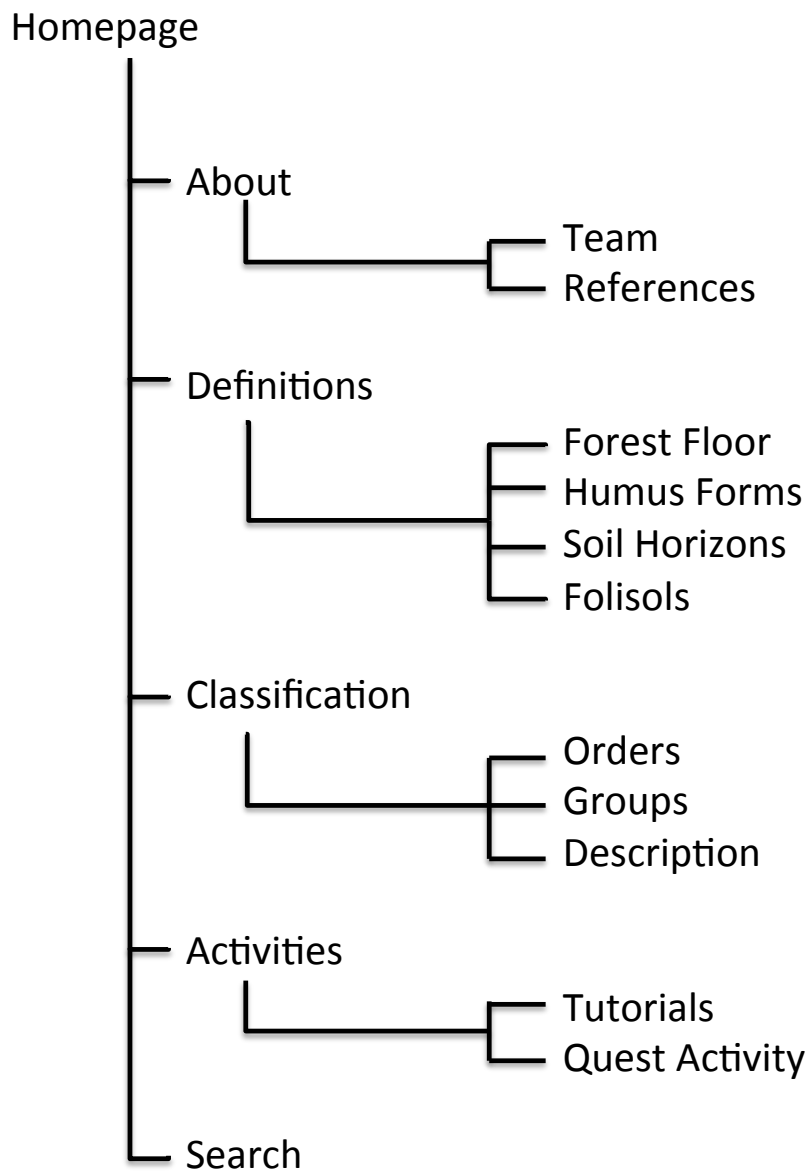 Homepage
About
Team
References
Definitions
Forest Floor
Humus Forms
Soil Horizons
Folisols
Classification
Orders
Groups
Description
Activities
Tutorials
Quest Activity
Search